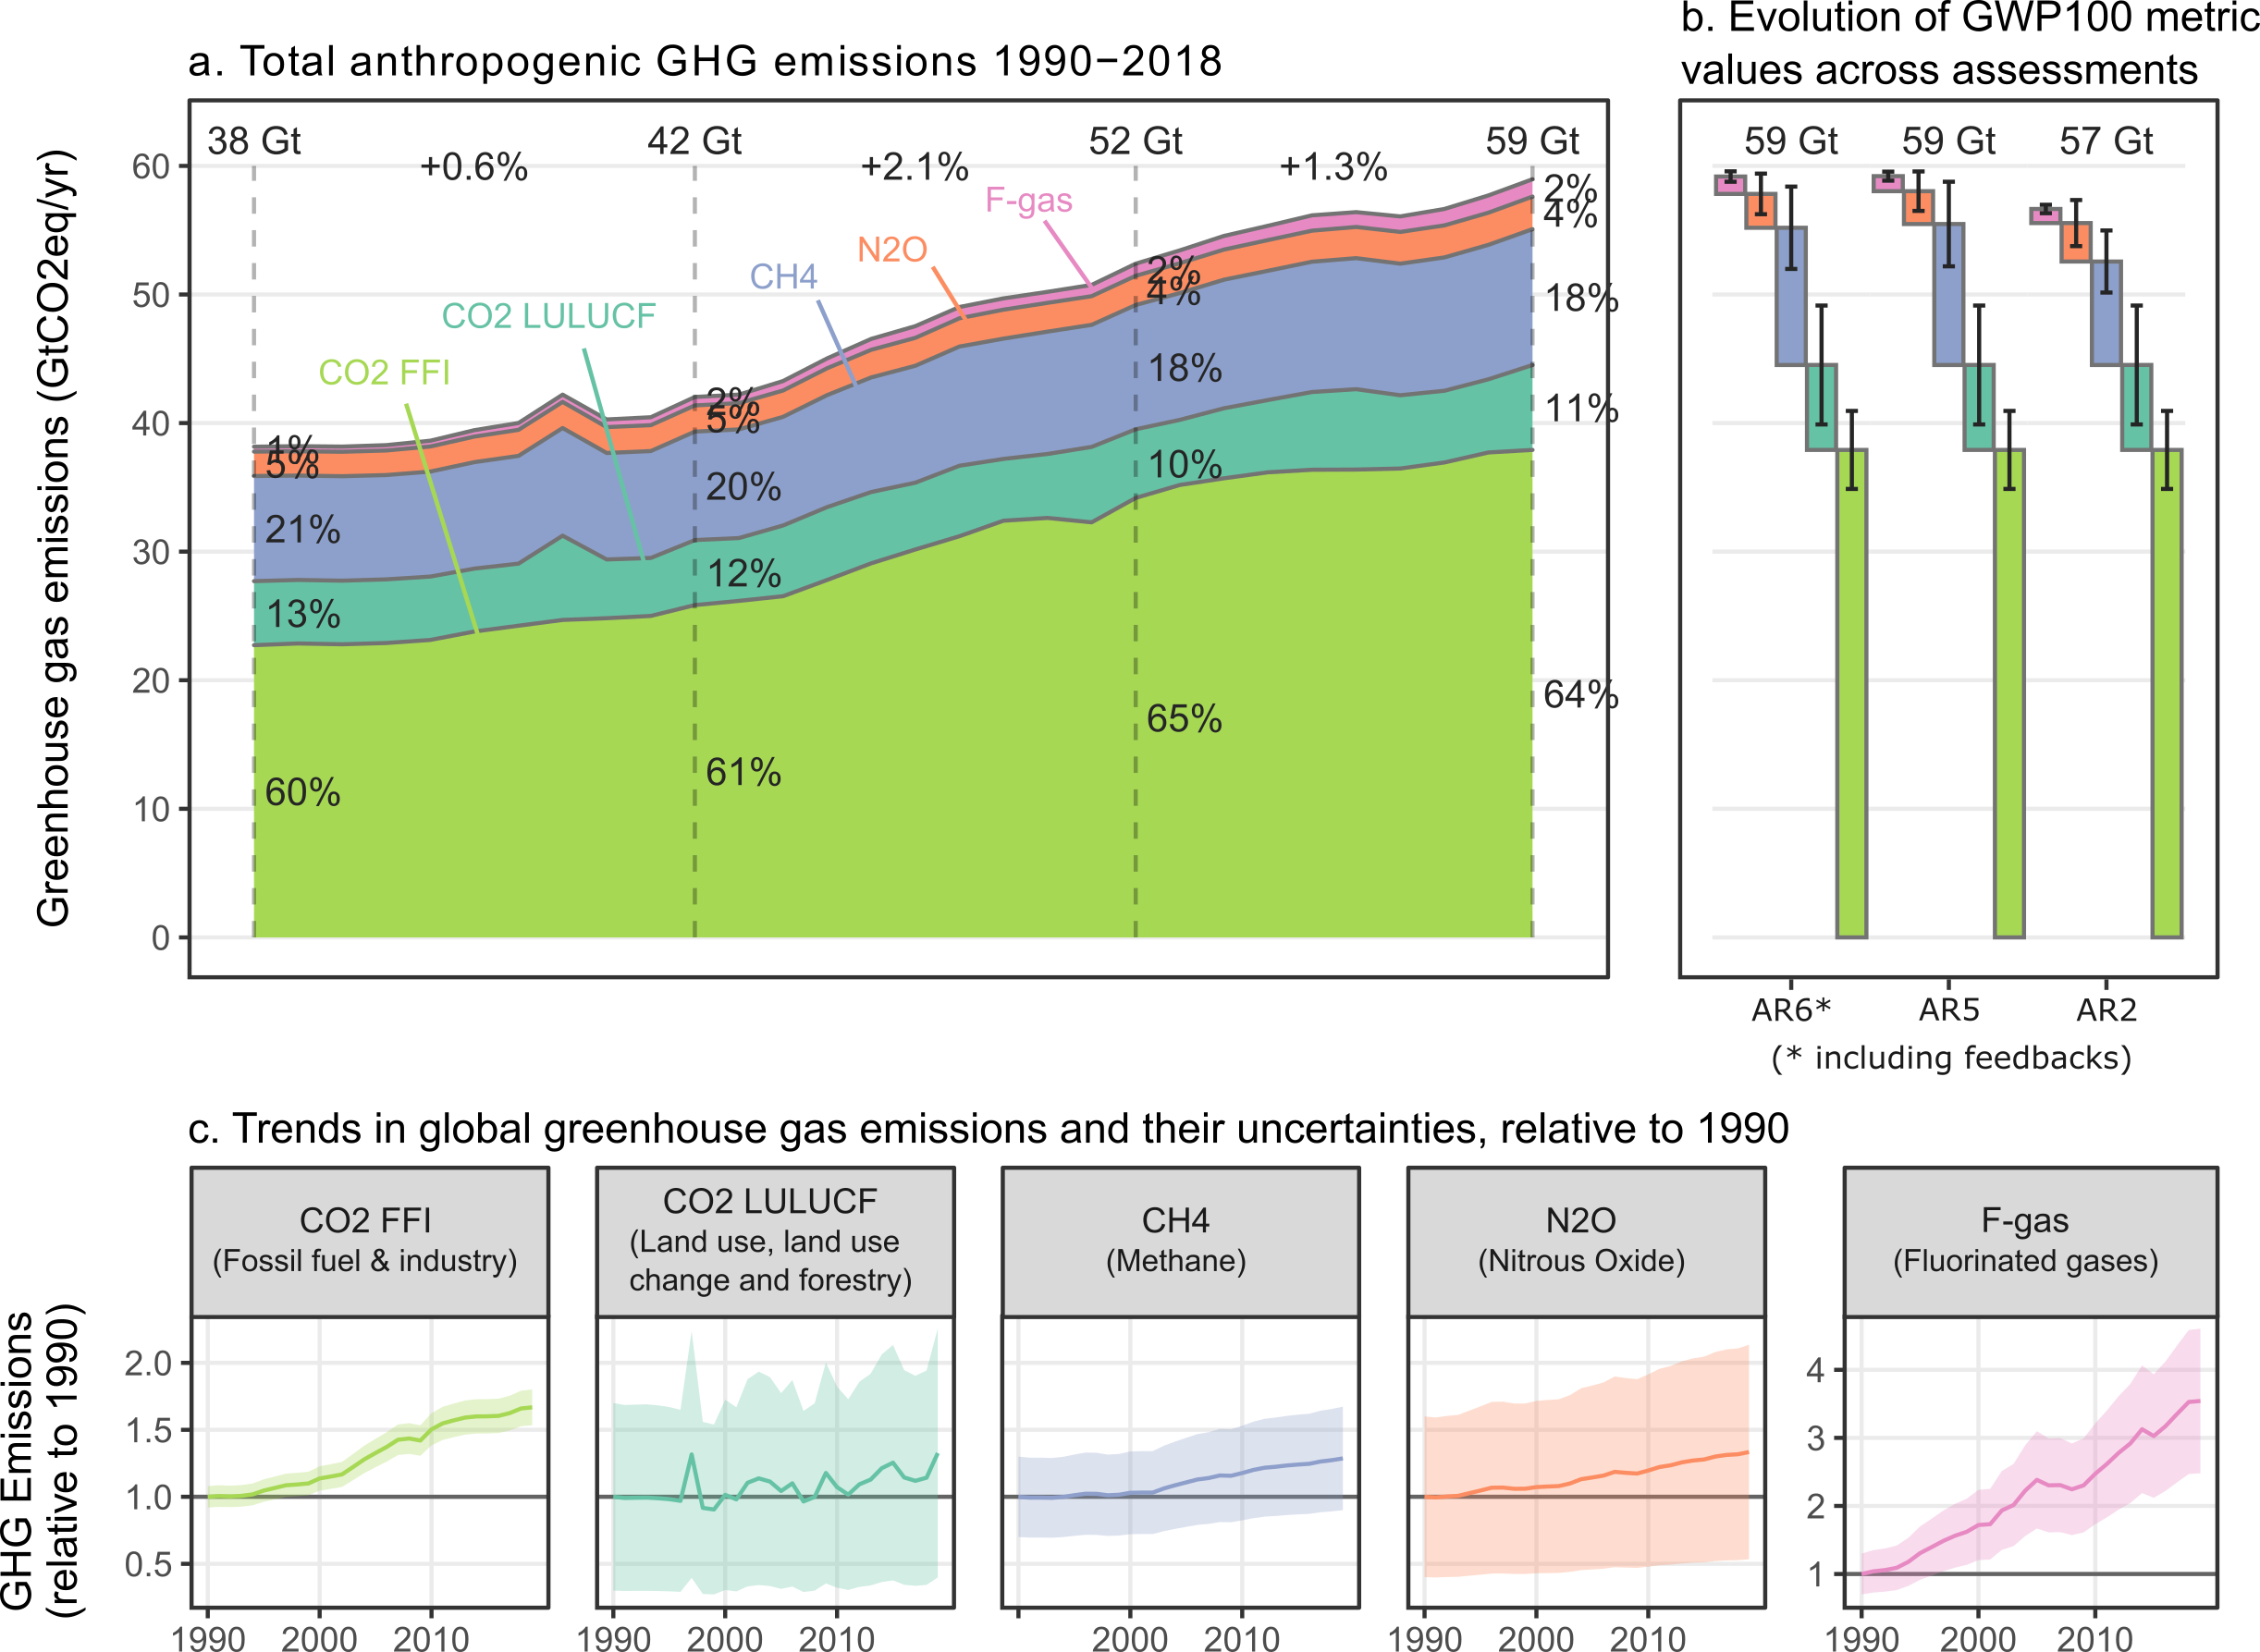 a. Total anthropogenic GHG emissions 1990−2018
b. Evolution of GWP100 metric
values across assessments
Greenhouse gas emissions (GtCO2eq/yr)
60
50
40
30
20
10
0
38 Gt
42 Gt
52 Gt
59 Gt
+0.6%
+2.1%
+1.3%
F-gas
N2O
CH4
CO2 LULUCF
CO2 FFI
1%
5%
21%
13%
60%
2%
5%
20%
12%
61%
2%
4%
18%
10%
65%
2%
4%
18%
11%
64%
59 Gt
59 Gt
57 Gt
AR6*
AR5
AR2
(* including feedbacks)
c. Trends in global greenhouse gas emissions and their uncertainties, relative to 1990
GHG Emissions
(relative to 1990)
CO2 FFI
(Fossil fuel & industry)
2.0
1.5
1.0
0.5
1990
2000
2010
CO2 LULUCF
(Land use, land use
change and forestry)
1990
2000
2010
CH4
(Methane)
2000
2010
N2O
(Nitrous Oxide)
1990
2000
2010
F-gas
(Fluorinated gases)
4
3
2
1
1990
2000
2010